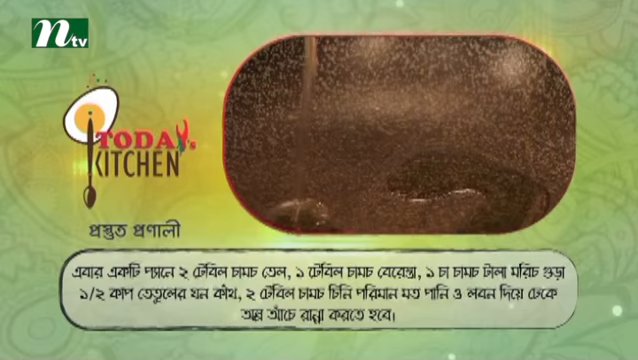 ntv
TODAY'S
KITCHEN
প্রস্তুত প্রণালী
এবার একটি প্যানে ২ টেবিল চামচ তেল, ১ টেবিল চামচ বেরেস্তা, ১ চা চামচ টালা মরিচ গুড়া
১/২ কাপ তেতুলের ঘন কাঁথ, ২ টেবিল চামচ চিনি পরিমান মত পানি ও লবন দিয়ে ঢেকে
অল্প আঁচে রান্না করতে হবে।